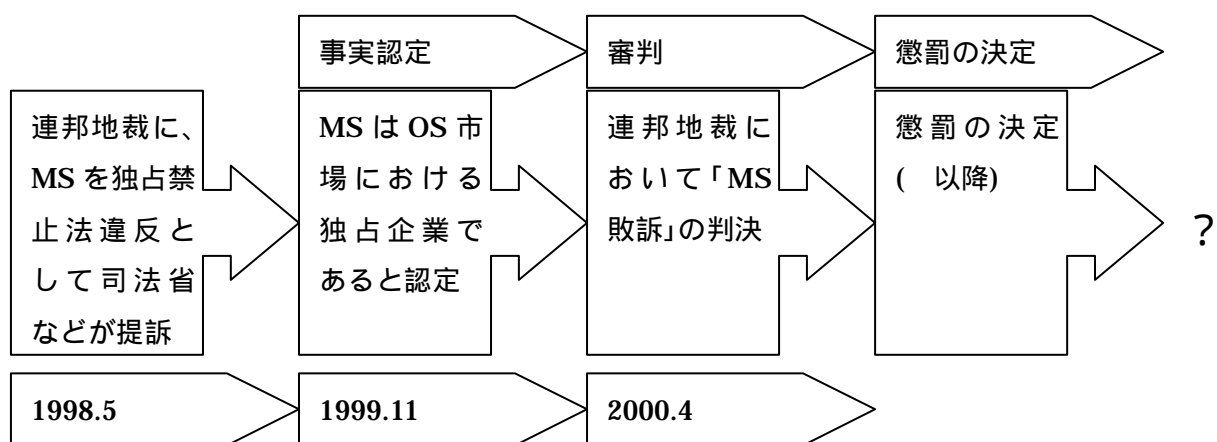 事実認定
審判
懲罰の決定
連邦地裁に、
MSを独占禁
止法違反と
して司法省
などが提訴
MSはOS市
場における
独占企業で
あると認定
連邦地裁に
おいて「MS
敗訴」の判決
懲罰の決定
(　以降)
?
1998.5
1999.11
2000.4